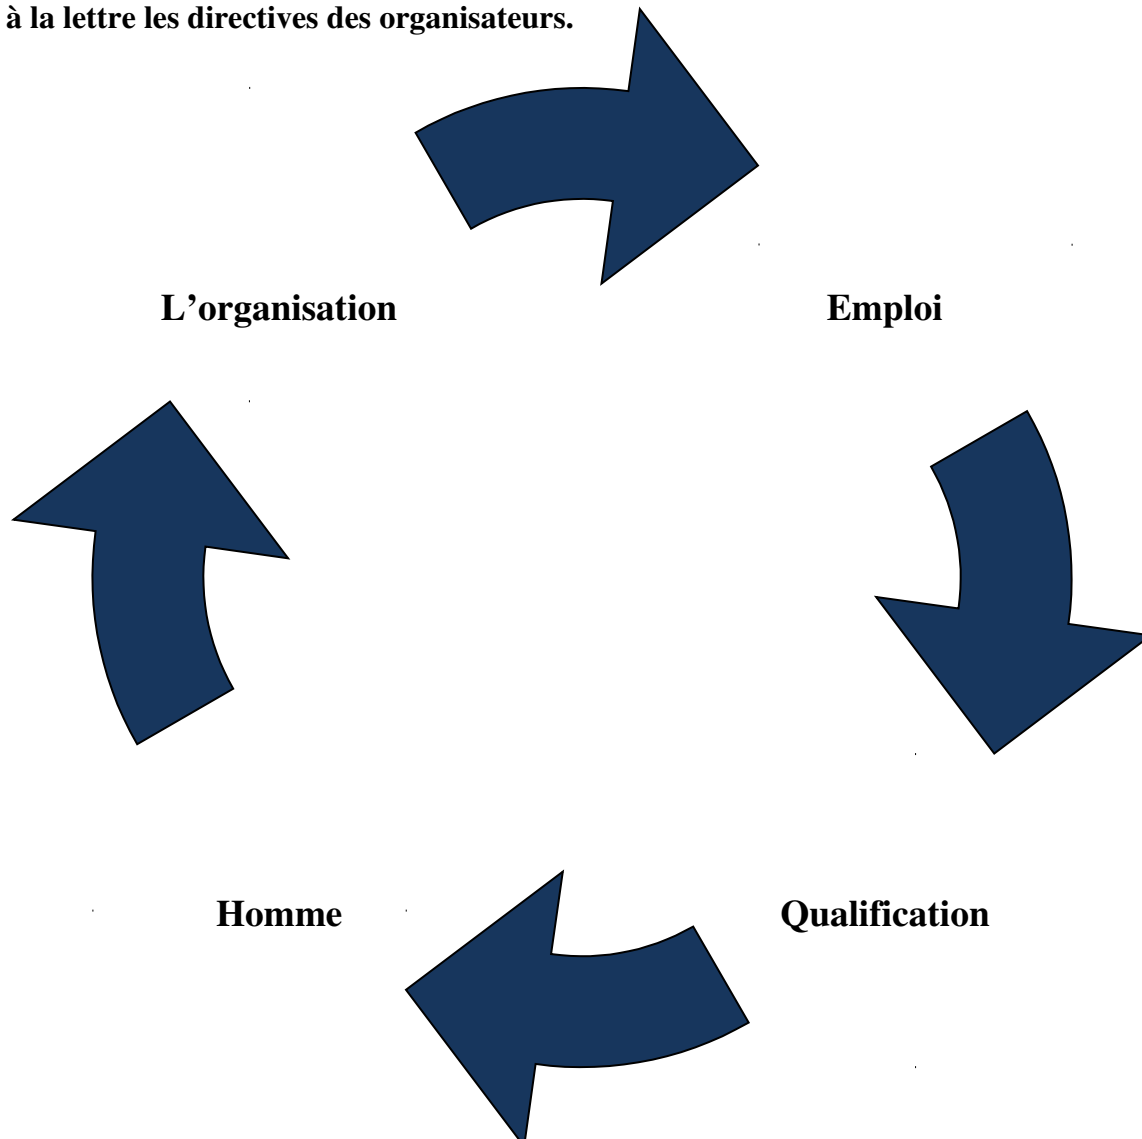 à la lettre les directives des organisateurs.
L’organisation
Emploi
Homme
Qualification